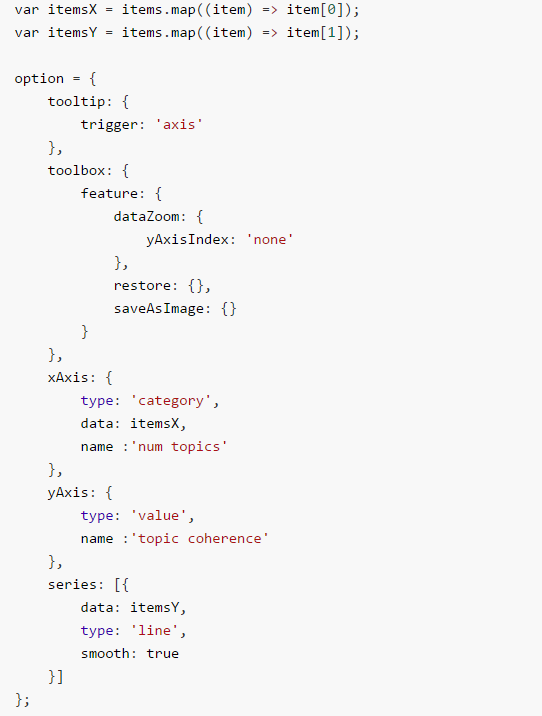 var itemsX = items.map((item) => item[0]);
var itemsY = items.map((item) => item[1]);

option = {
    tooltip: {
        trigger: 'axis'
    },
    toolbox: {
        feature: {
            dataZoom: {
                yAxisIndex: 'none'
            },
            restore: {},
            saveAsImage: {}
        }
    },
    xAxis: {
        type: 'category',
        data: itemsX,
        name :'num topics'
    },
    yAxis: {
        type: 'value',
        name :'topic coherence'
    },
    series: [{
        data: itemsY,
        type: 'line',
        smooth: true
    }]
};